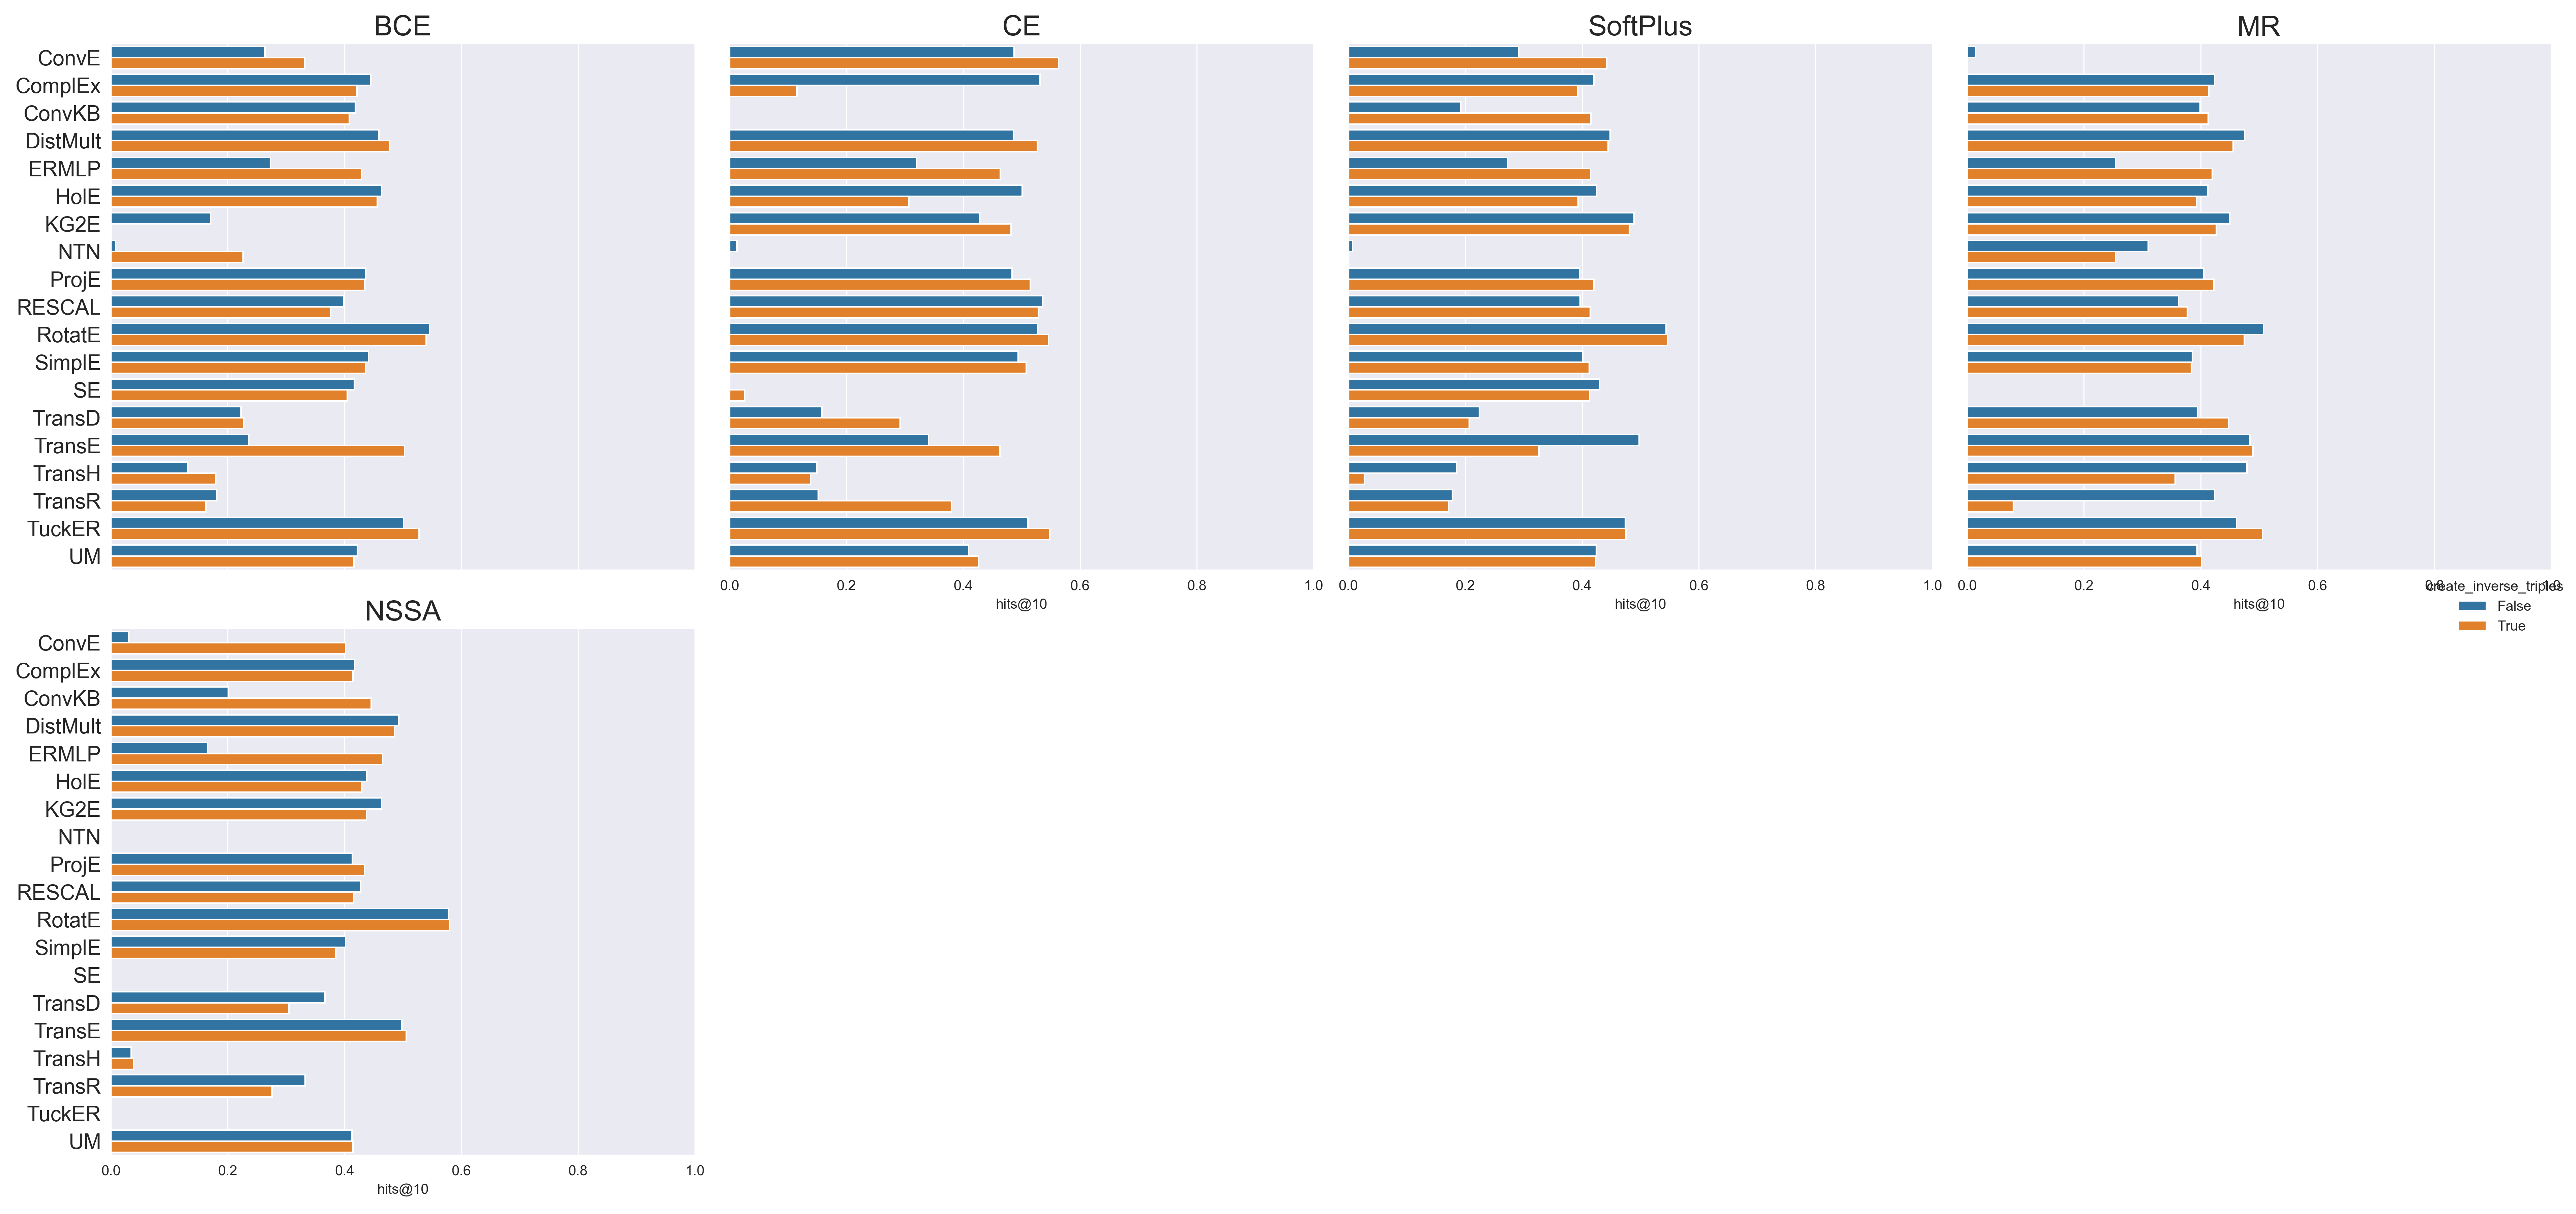 BCE
CE
SoftPlus
MR
ConvE
ComplEx
ConvKB
DistMult
ERMLP
HolE
KG2E
NTN
ProjE
RESCAL
RotatE
SimplE
SE
TransD
TransE
TransH
TransR
TuckER
UM
0.0 0.2 0.4 0.6 0.8 1.0
hits@10
0.0 0.2 0.4 0.6 0.8 1.0
hits@10
0.0 0.2 0.4 0.6 0.8 1.0
hits@10
create_inverse_triples
False
True
NSSA
ConvE
ComplEx
ConvKB
DistMult
ERMLP
HolE
KG2E
NTN
ProjE
RESCAL
RotatE
SimplE
SE
TransD
TransE
TransH
TransR
TuckER
UM
0.0 0.2 0.4 0.6 0.8 1.0
hits@10